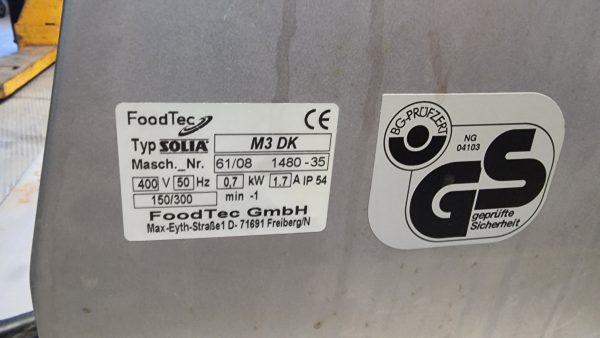 FoodTec CE
Typ SOLIA M3 DK
Masch._Nr. 61/08 1480-35
400 V 50 Hz 0,7 kW 1.7 A IP 54
150/300 min -1
FoodTec GmbH
Max-Eyth-Straße1 D- 71691 Freiberg/N
BG-PRÜFZERT
NG
04103
GS
geprüfte
Sicherheit